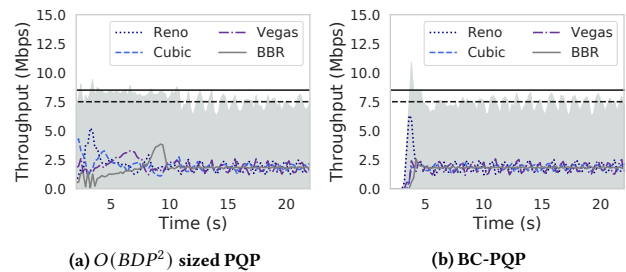 15.0
12.5
10.0
7.5
5.0
2.5
0.0
Throughput (Mbps)
Reno
Cubic
Vegas
BBR
5
10
15
20
Time (s)
(a) O(BDP²) sized PQP
15.0
12.5
10.0
7.5
5.0
2.5
0.0
Throughput (Mbps)
Reno
Cubic
Vegas
BBR
5
10
15
20
Time (s)
(b) BC-PQP